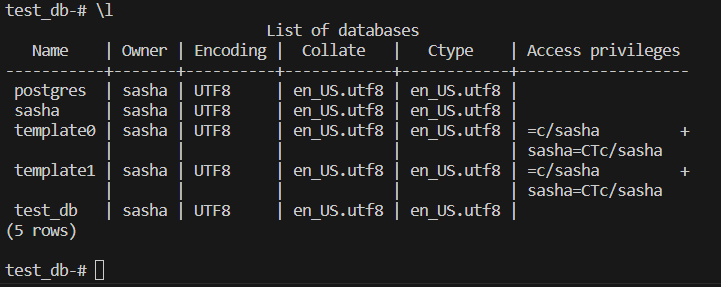 test_db-# \l
                             List of databases
   Name    | Owner | Encoding |  Collate   |   Ctype    | Access privileges
-----------+-------+----------+------------+------------+-------------------
 postgres  | sasha | UTF8     | en_US.utf8 | en_US.utf8 |
 sasha     | sasha | UTF8     | en_US.utf8 | en_US.utf8 |
 template0 | sasha | UTF8     | en_US.utf8 | en_US.utf8 | =c/sasha         +
           |       |          |            |            | sasha=CTc/sasha
 template1 | sasha | UTF8     | en_US.utf8 | en_US.utf8 | =c/sasha         +
           |       |          |            |            | sasha=CTc/sasha
 test_db   | sasha | UTF8     | en_US.utf8 | en_US.utf8 |
(5 rows)
test_db-#